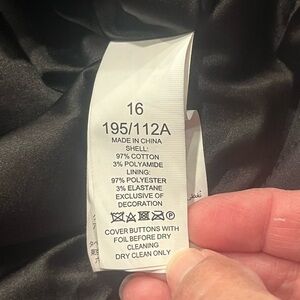 16
195/112A
MADE IN CHINA
SHELL:
97% COTTON
3% POLYAMIDE
LINING:
97% POLYESTER
3% ELASTANE
EXCLUSIVE OF
DECORATION
COVER BUTTONS WITH
FOIL BEFORE DRY
CLEANING
DRY CLEAN ONLY